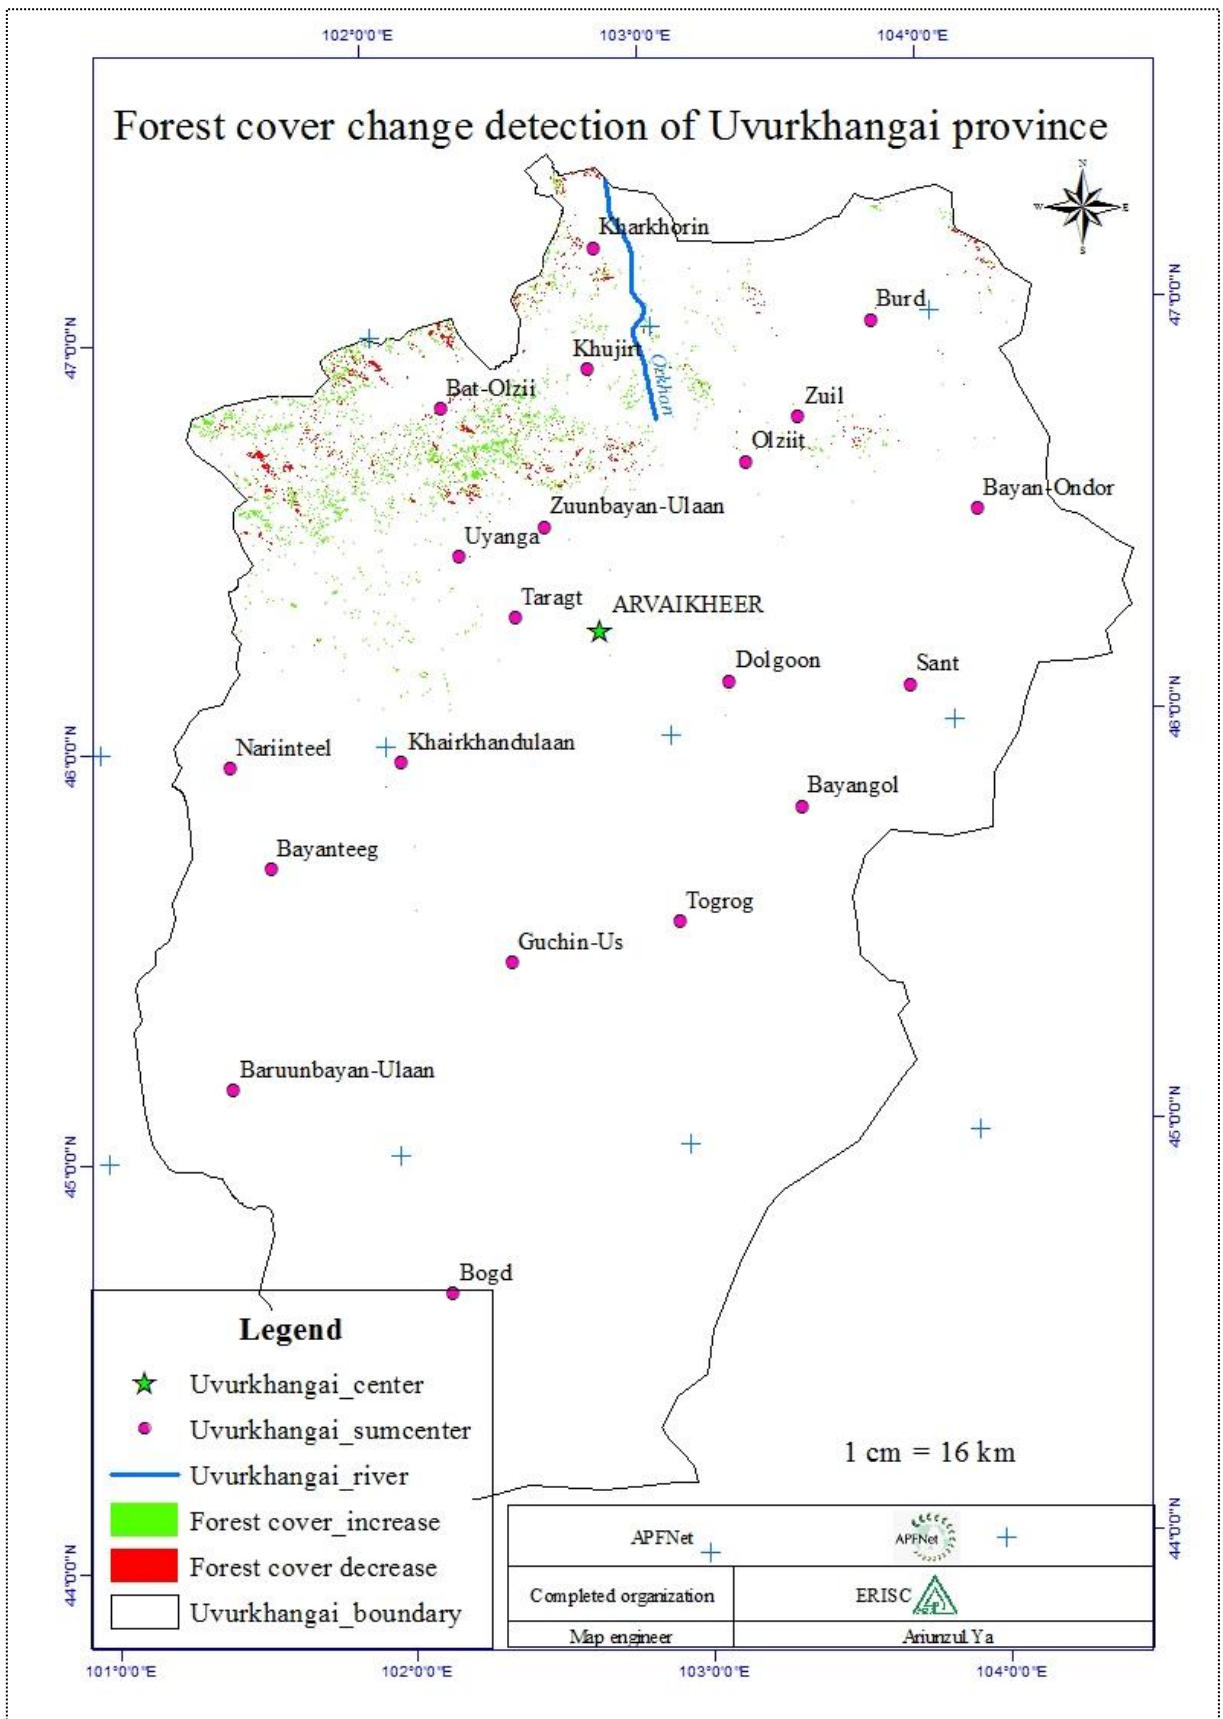 102°0'0"E 103°0'0"E 104°0'0"E
Forest cover change detection of Uvurkhangai province
N
W E
S
Kharkhorin
47°0'0"N
Burd
47°0'0"N
Khujirt
Orkhon
Bat-Olzii
Zuil
Olziit
Bayan-Ondor
Zuunbayan-Ulaan
Uyanga
Taragt
ARVAIKHEER
Dolgoon
Sant
46°0'0"N
Nariinteel
Khairkhandulaan
46°0'0"N
Bayangol
Bayanteeg
Togrog
Guchin-Us
Baruunbayan-Ulaan
45°0'0"N
45°0'0"N
Bogd
Legend
Uvurkhangai_center
Uvurkhangai_sumcenter
Uvurkhangai_river
Forest cover_increase
Forest cover decrease
Uvurkhangai_boundary
1 cm = 16 km
APFNet
APFNet
Completed organization ERISC
Map engineer Ariunzul.Ya
44°0'0"N
44°0'0"N
101°0'0"E 102°0'0"E 103°0'0"E 104°0'0"E